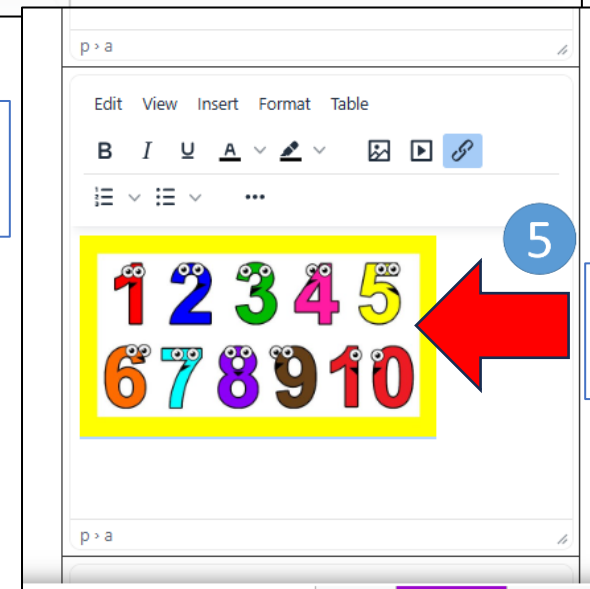 p › a
Edit View Insert Format Table
B I U A
5
1 2 3 4 5
6 7 8 9 10
p › a